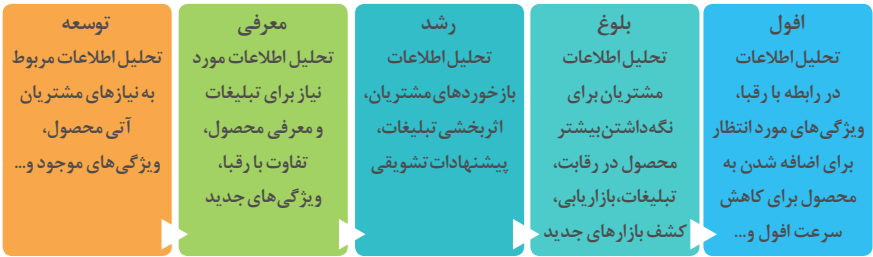 توسعه
تحلیل اطلاعات مربوط
به نیازهای مشتریان
آتی محصول،
ویژگی‌های موجود و...
معرفی
تحلیل اطلاعات مورد
نیاز برای تبلیغات
و معرفی محصول،
تفاوت با رقبا،
ویژگی‌های جدید
رشد
تحلیل اطلاعات
بازخوردهای مشتریان،
اثربخشی تبلیغات،
پیشنهادات تشویقی
بلوغ
تحلیل اطلاعات
مشتریان برای
نگه‌داشتن بیشتر
محصول در رقابت،
تبلیغات،بازاریابی،
کشف بازارهای جدید
افول
تحلیل اطلاعات
در رابطه با رقبا،
ویژگی‌های مورد انتظار
برای اضافه شدن به
محصول برای کاهش
سرعت افول و...